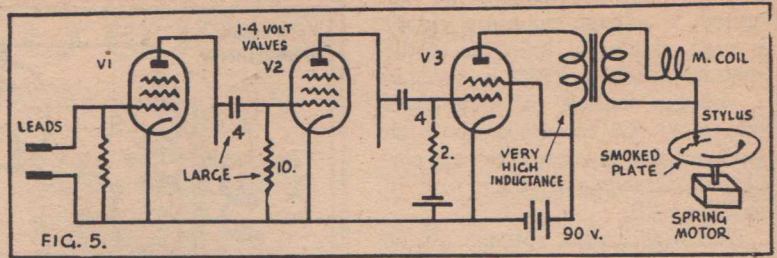 1·4 VOLT
VALVES
V1
V2
V3
M. COIL
LEADS
4
4
STYLUS
LARGE
10.
2.
VERY
HIGH
INDUCTANCE
SMOKED
PLATE
SPRING
MOTOR
90 V.
FIG. 5.